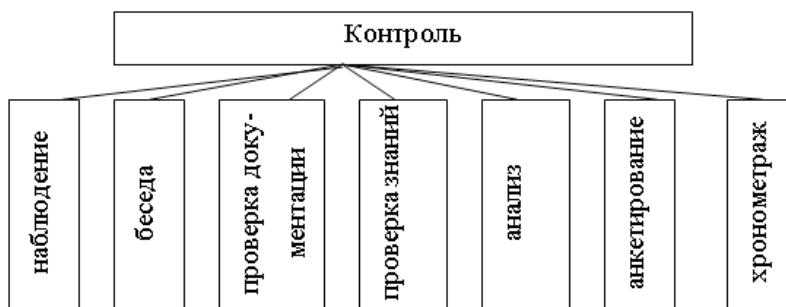 Контроль
наблюдение
беседа
проверка доку-
ментации
проверка знаний
анализ
анкетирование
хронометраж